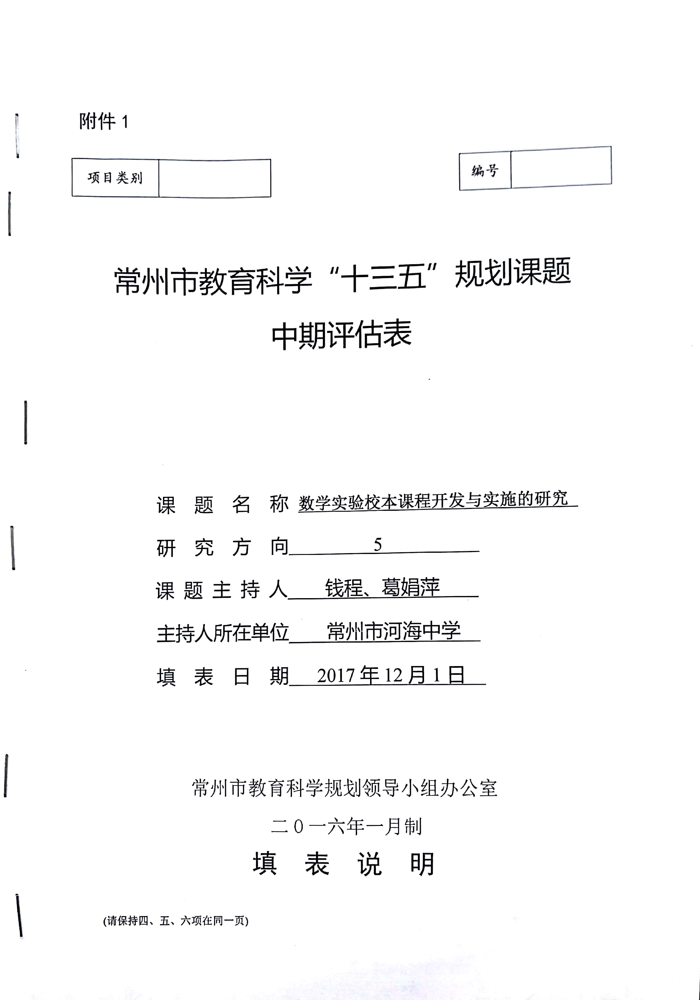 附件 1
项目类别
编号
常州市教育科学“十三五”规划课题
中期评估表
课题名称 数学实验校本课程开发与实施的研究
研究方向 5
课题主持人 钱程、葛娟萍
主持人所在单位 常州市河海中学
填表日期 2017 年 12 月 1 日
常州市教育科学规划领导小组办公室
二0一六年一月制
填表说明
(请保持四、五、六项在同一页)